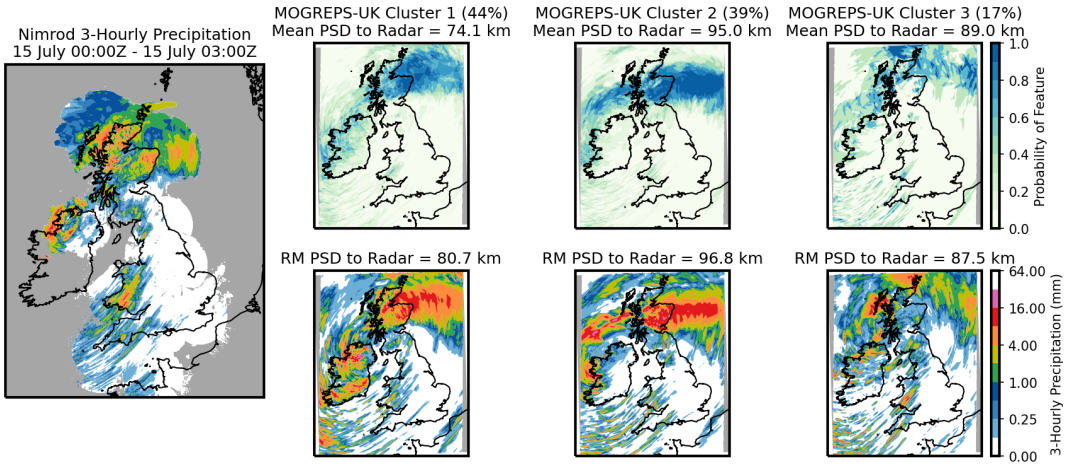 Nimrod 3-Hourly Precipitation
15 July 00:00Z - 15 July 03:00Z
MOGREPS-UK Cluster 1 (44%)
Mean PSD to Radar = 74.1 km
MOGREPS-UK Cluster 2 (39%)
Mean PSD to Radar = 95.0 km
MOGREPS-UK Cluster 3 (17%)
Mean PSD to Radar = 89.0 km
1.0
0.8
0.6
0.4
0.2
0.0
Probability of Feature
RM PSD to Radar = 80.7 km
RM PSD to Radar = 96.8 km
RM PSD to Radar = 87.5 km
64.00
16.00
4.00
1.00
0.25
0.00
3-Hourly Precipitation (mm)